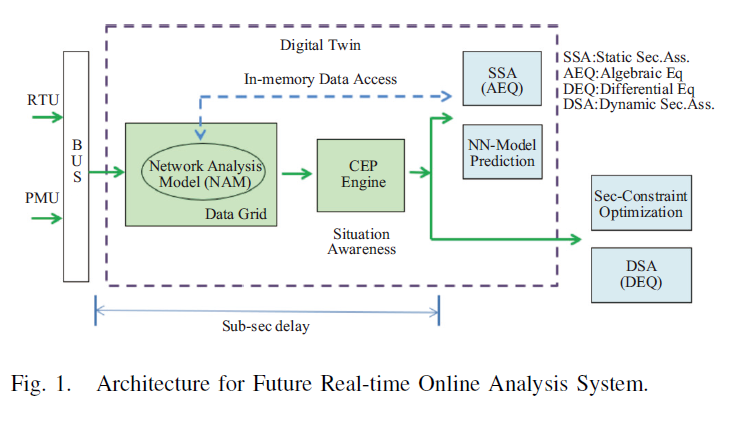 Digital Twin
In-memory Data Access
SSA
(AEQ)
SSA:Static Sec.Ass.
AEQ:Algebraic Eq
DEQ:Differential Eq
DSA:Dynamic Sec.Ass.
RTU
PMU
B
U
S
Network Analysis
Model (NAM)
Data Grid
CEP
Engine
Situation
Awareness
NN-Model
Prediction
Sec-Constraint
Optimization
DSA
(DEQ)
Sub-sec delay
Fig. 1. Architecture for Future Real-time Online Analysis System.